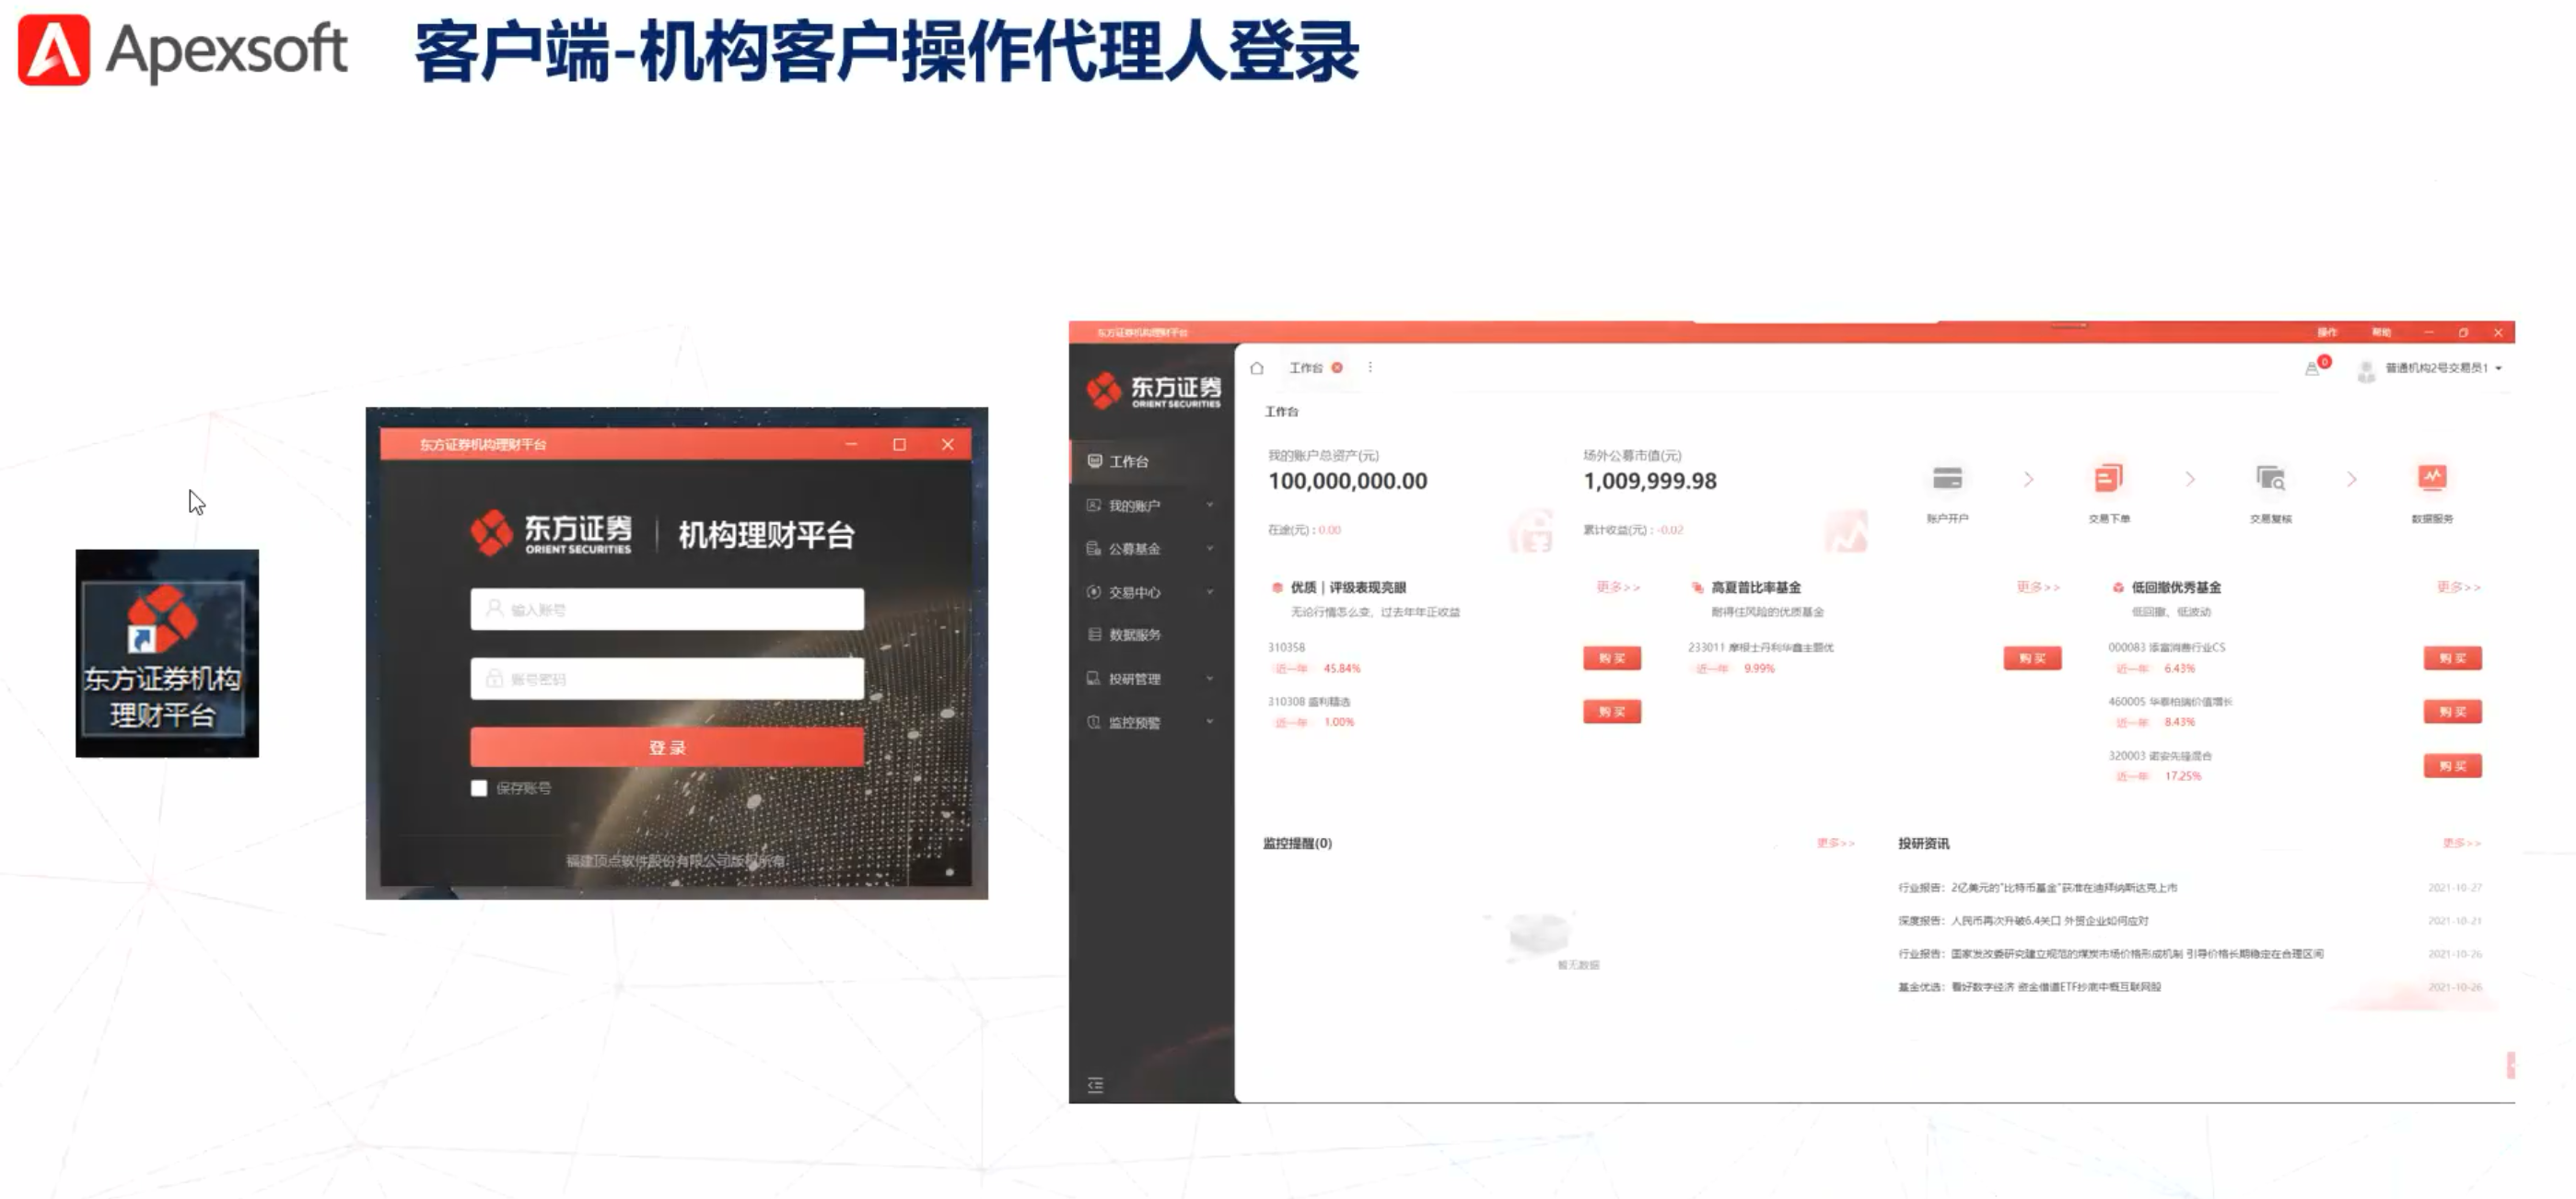 Apexsoft
客户端-机构客户操作代理人登录
东方证券机构
理财平台
东方证券机构理财平台
东方证券
ORIENT SECURITIES
机构理财平台
输入账号
账号密码
登录
保存账号
福建顶点软件股份有限公司版权所有
东方证券机构理财平台
操作 帮助
东方证券
ORIENT SECURITIES
工作台
我的账户
公募基金
交易中心
数据服务
投研管理
监控预警
工作台
0
普通机构2号交易员1
工作台
我的账户总资产(元)
100,000,000.00
在途(元) : 0.00
场外公募市值(元)
1,009,999.98
累计收益(元) : -0.02
账户开户
交易下单
交易复核
数据服务
优质 | 评级表现亮眼 更多>>
无论行情怎么变，过去年年正收益
310358 购买
近一年 45.84%
310308 盛利精选 购买
近一年 1.00%
高夏普比率基金 更多>>
耐得住风险的优质基金
233011 摩根士丹利华鑫主题优 购买
近一年 9.99%
低回撤优秀基金 更多>>
低回撤、低波动
000083 添富消费行业CS 购买
近一年 6.43%
460005 华泰柏瑞价值增长 购买
近一年 8.43%
320003 诺安先锋混合 购买
近一年 17.25%
监控提醒(0) 更多>>
暂无数据
投研资讯 更多>>
行业报告：2亿美元的“比特币基金”获准在迪拜纳斯达克上市 2021-10-27
深度报告：人民币再次升破6.4关口 外贸企业如何应对 2021-10-21
行业报告：国家发改委研究建立规范的煤炭市场价格形成机制 引导价格长期稳定在合理区间 2021-10-26
基金优选：看好数字经济 资金借道ETF抄底中概互联网股 2021-10-26